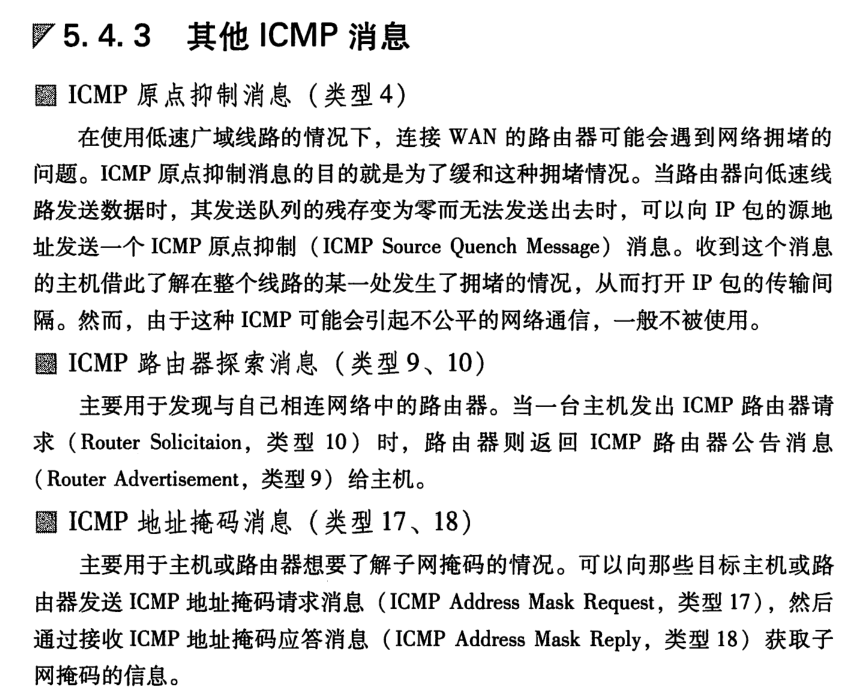 5.4.3 其他 ICMP 消息
ICMP 原点抑制消息（类型4）
在使用低速广域线路的情况下，连接 WAN 的路由器可能会遇到网络拥堵的
问题。ICMP 原点抑制消息的目的就是为了缓和这种拥堵情况。当路由器向低速线
路发送数据时，其发送队列的残存变为零而无法发送出去时，可以向 IP 包的源地
址发送一个 ICMP 原点抑制（ICMP Source Quench Message）消息。收到这个消息
的主机借此了解在整个线路的某一处发生了拥堵的情况，从而打开 IP 包的传输间
隔。然而，由于这种 ICMP 可能会引起不公平的网络通信，一般不被使用。
ICMP 路由器探索消息（类型9、10）
主要用于发现与自己相连网络中的路由器。当一台主机发出 ICMP 路由器请
求（Router Solicitaion，类型 10）时，路由器则返回 ICMP 路由器公告消息
（Router Advertisement，类型9）给主机。
ICMP 地址掩码消息（类型17、18）
主要用于主机或路由器想要了解子网掩码的情况。可以向那些目标主机或路
由器发送 ICMP 地址掩码请求消息（ICMP Address Mask Request，类型17），然后
通过接收 ICMP 地址掩码应答消息（ICMP Address Mask Reply，类型18）获取子
网掩码的信息。